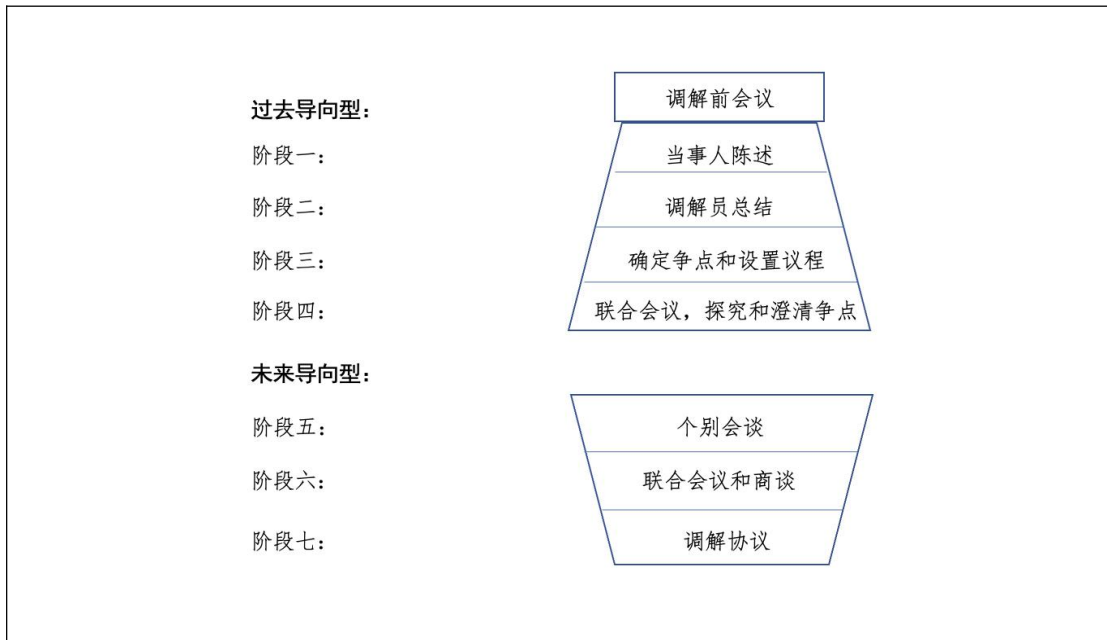 调解前会议
过去导向型：
阶段一：
当事人陈述
阶段二：
调解员总结
阶段三：
确定争点和设置议程
阶段四：
联合会议，探究和澄清争点
未来导向型：
阶段五：
个别会谈
阶段六：
联合会议和商谈
阶段七：
调解协议